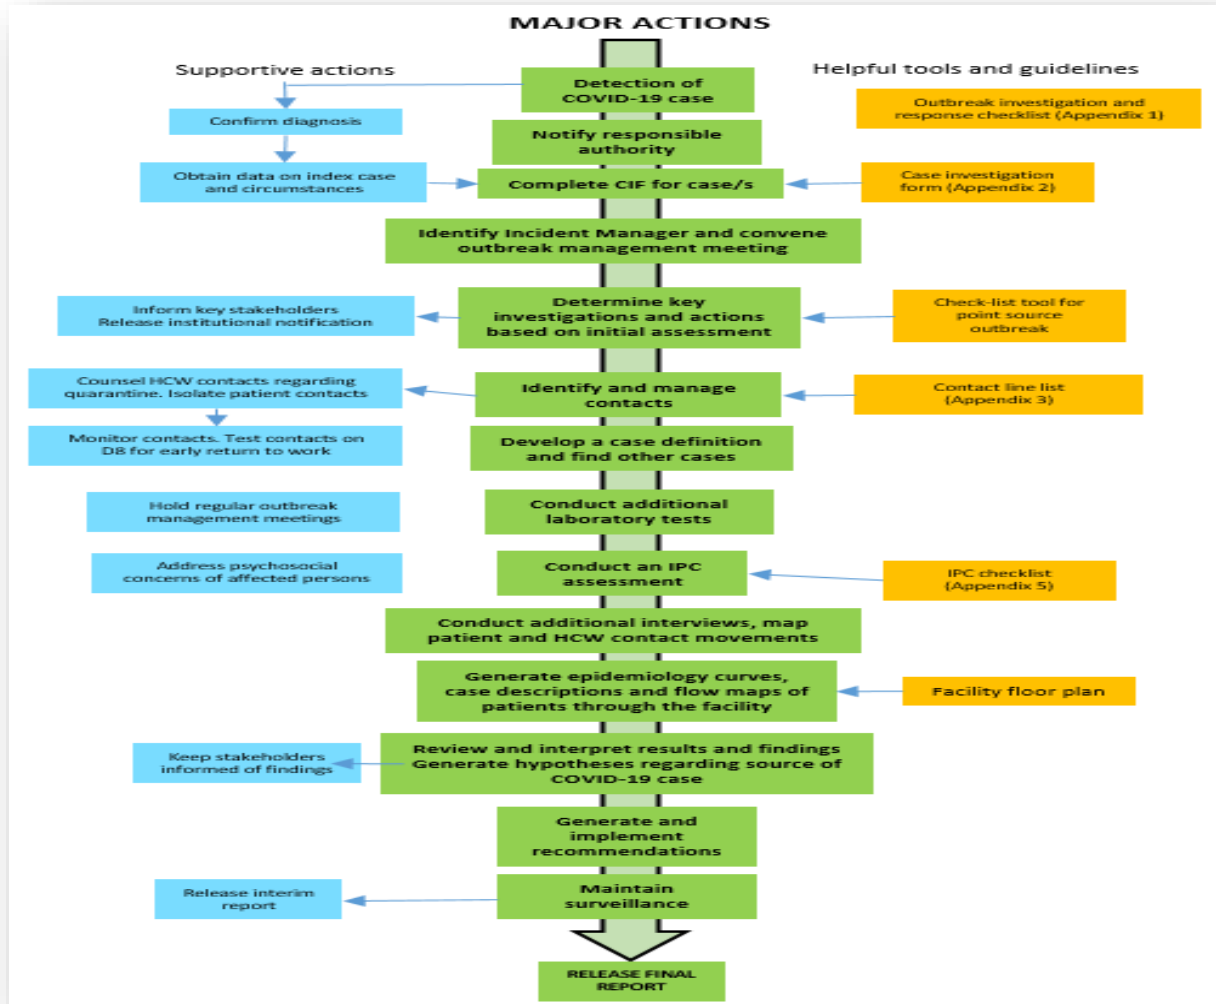 MAJOR ACTIONS
Supportive actions
Helpful tools and guidelines
Detection of
COVID-19 case
Outbreak investigation and
response checklist (Appendix 1)
Confirm diagnosis
Notify responsible
authority
Obtain data on index case
and circumstances
Complete CIF for case/s
Case investigation
form (Appendix 2)
Identify Incident Manager and convene
outbreak management meeting
Inform key stakeholders
Release institutional notification
Determine key
investigations and actions
based on initial assessment
Check-list tool for
point source
outbreak
Counsel HCW contacts regarding
quarantine. Isolate patient contacts
Identify and manage
contacts
Contact line list
(Appendix 3)
Monitor contacts. Test contacts on
D8 for early return to work
Develop a case definition
and find other cases
Hold regular outbreak
management meetings
Conduct additional
laboratory tests
Address psychosocial
concerns of affected persons
Conduct an IPC
assessment
IPC checklist
(Appendix 5)
Conduct additional interviews, map
patient and HCW contact movements
Generate epidemiology curves,
case descriptions and flow maps of
patients through the facility
Facility floor plan
Keep stakeholders
informed of findings
Review and interpret results and findings
Generate hypotheses regarding source of
COVID-19 case
Generate and
implement
recommendations
Release interim
report
Maintain
surveillance
RELEASE FINAL
REPORT